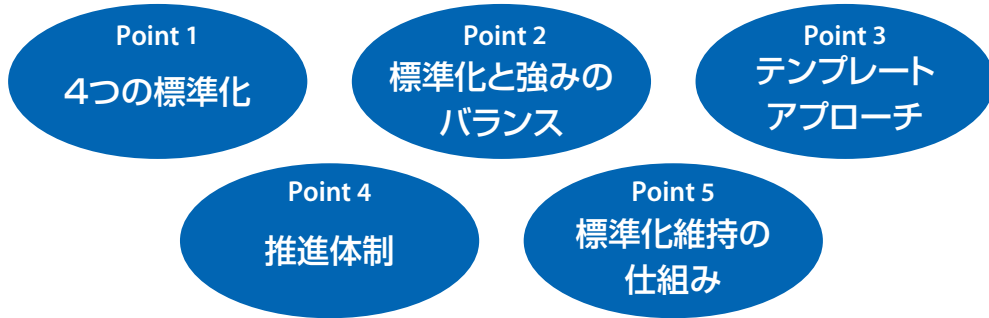 Point 1
4つの標準化
Point 2
標準化と強みの
バランス
Point 3
テンプレート
アプローチ
Point 4
推進体制
Point 5
標準化維持の
仕組み